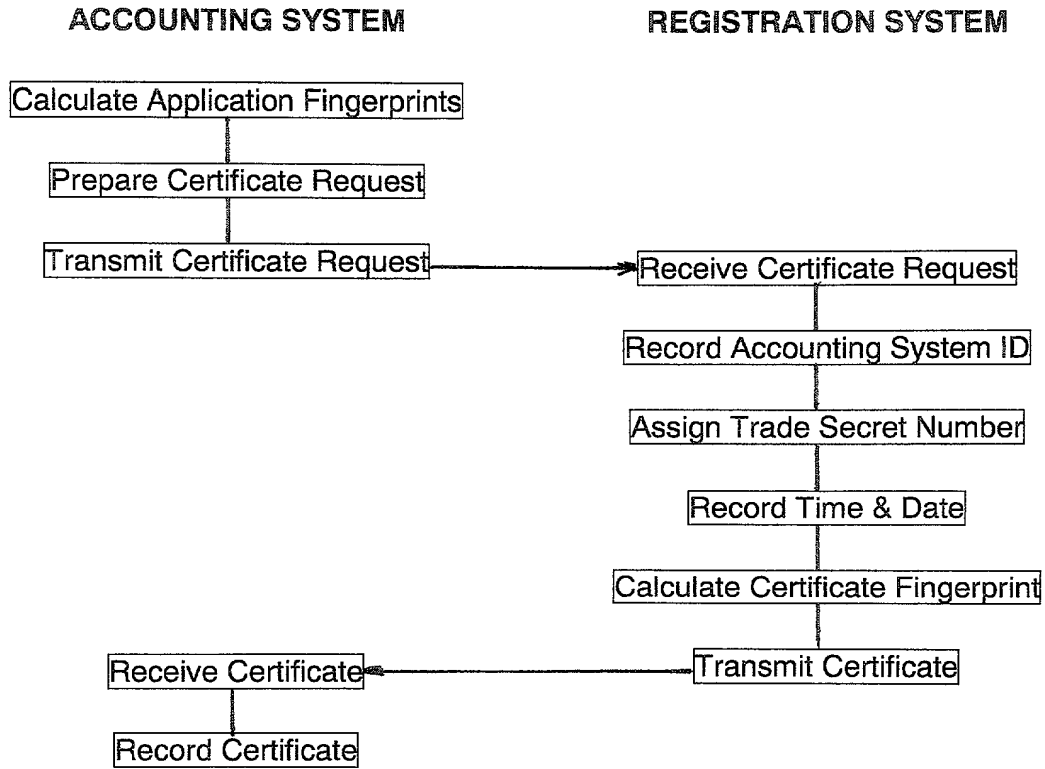 ACCOUNTING SYSTEM
REGISTRATION SYSTEM
Calculate Application Fingerprints
Prepare Certificate Request
Transmit Certificate Request
Receive Certificate Request
Record Accounting System ID
Assign Trade Secret Number
Record Time & Date
Calculate Certificate Fingerprint
Transmit Certificate
Receive Certificate
Record Certificate